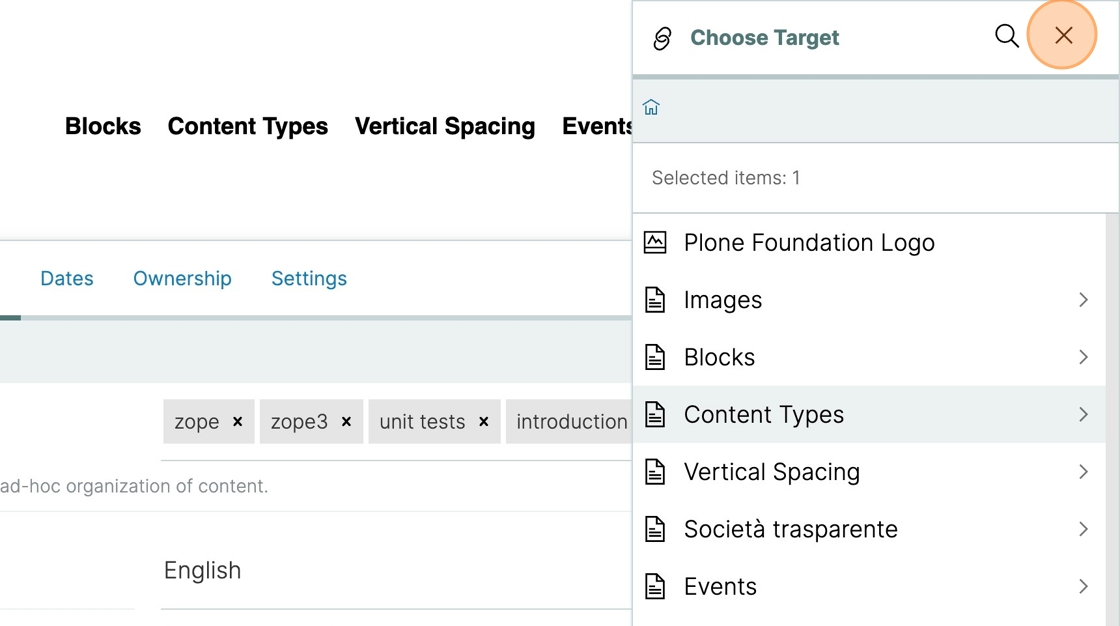 Choose Target
Blocks Content Types Vertical Spacing Events
Selected items: 1
Dates Ownership Settings
Plone Foundation Logo
Images
Blocks
Content Types
Vertical Spacing
Società trasparente
Events
zope × zope3 × unit tests × introduction
ad-hoc organization of content.
English